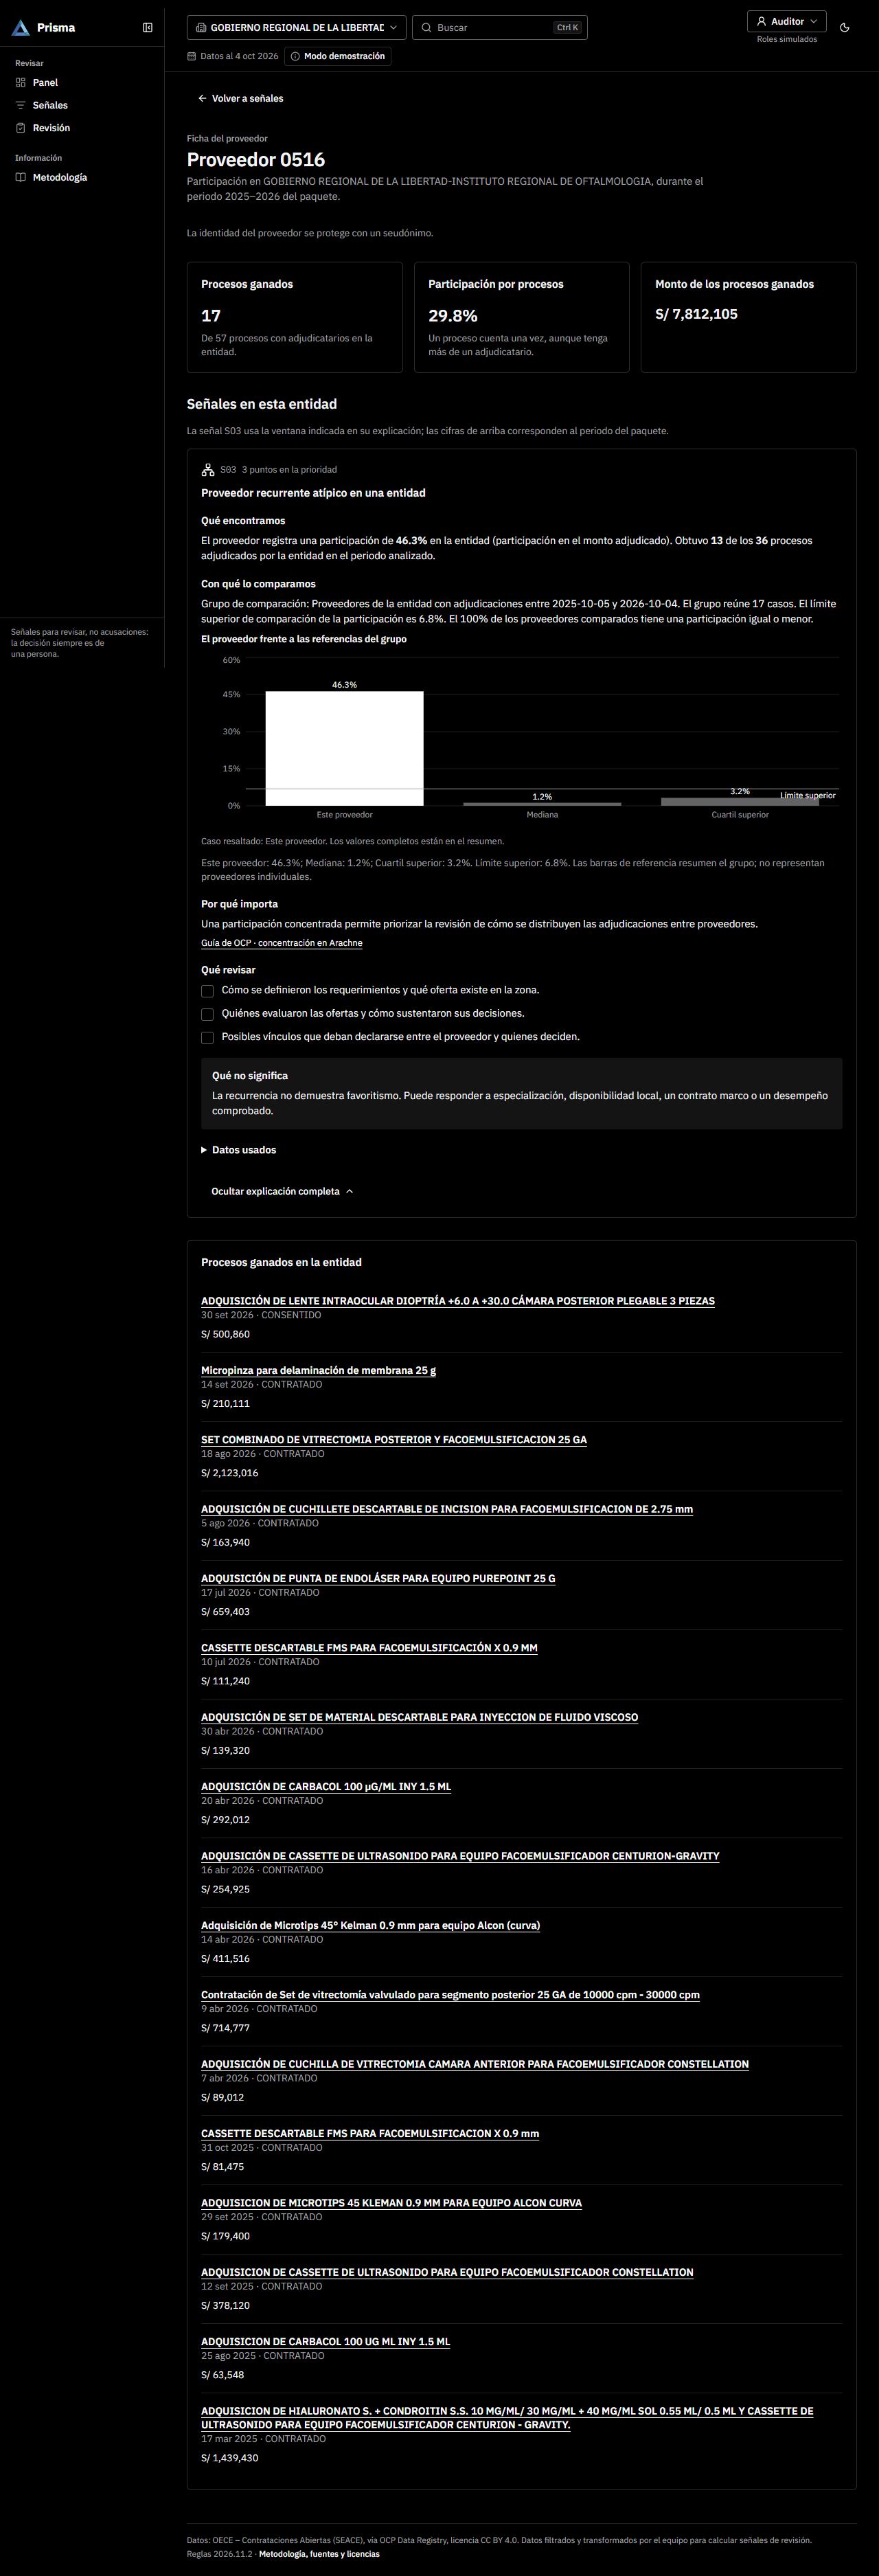 Prisma
Revisar
Panel
Señales
Revisión
Información
Metodología
Señales para revisar, no acusaciones:
la decisión siempre es de
una persona.
GOBIERNO REGIONAL DE LA LIBERTAD
Buscar
Ctrl K
Auditor
Roles simulados
Datos al 4 oct 2026
Modo demostración
Volver a señales
Ficha del proveedor
Proveedor 0516
Participación en GOBIERNO REGIONAL DE LA LIBERTAD-INSTITUTO REGIONAL DE OFTALMOLOGIA, durante el
periodo 2025–2026 del paquete.
La identidad del proveedor se protege con un seudónimo.
Procesos ganados
17
De 57 procesos con adjudicatarios en la
entidad.
Participación por procesos
29.8%
Un proceso cuenta una vez, aunque tenga
más de un adjudicatario.
Monto de los procesos ganados
S/ 7,812,105
Señales en esta entidad
La señal S03 usa la ventana indicada en su explicación; las cifras de arriba corresponden al periodo del paquete.
S03 3 puntos en la prioridad
Proveedor recurrente atípico en una entidad
Qué encontramos
El proveedor registra una participación de 46.3% en la entidad (participación en el monto adjudicado). Obtuvo 13 de los 36 procesos
adjudicados por la entidad en el periodo analizado.
Con qué lo comparamos
Grupo de comparación: Proveedores de la entidad con adjudicaciones entre 2025-10-05 y 2026-10-04. El grupo reúne 17 casos. El límite
superior de comparación de la participación es 6.8%. El 100% de los proveedores comparados tiene una participación igual o menor.
El proveedor frente a las referencias del grupo
60%
45%
30%
15%
0%
46.3%
1.2%
3.2%
Límite superior
Este proveedor
Mediana
Cuartil superior
Caso resaltado: Este proveedor. Los valores completos están en el resumen.
Este proveedor: 46.3%; Mediana: 1.2%; Cuartil superior: 3.2%. Límite superior: 6.8%. Las barras de referencia resumen el grupo; no representan
proveedores individuales.
Por qué importa
Una participación concentrada permite priorizar la revisión de cómo se distribuyen las adjudicaciones entre proveedores.
Guía de OCP · concentración en Arachne
Qué revisar
Cómo se definieron los requerimientos y qué oferta existe en la zona.
Quiénes evaluaron las ofertas y cómo sustentaron sus decisiones.
Posibles vínculos que deban declararse entre el proveedor y quienes deciden.
Qué no significa
La recurrencia no demuestra favoritismo. Puede responder a especialización, disponibilidad local, un contrato marco o un desempeño
comprobado.
Datos usados
Ocultar explicación completa
Procesos ganados en la entidad
ADQUISICIÓN DE LENTE INTRAOCULAR DIOPTRÍA +6.0 A +30.0 CÁMARA POSTERIOR PLEGABLE 3 PIEZAS
30 set 2026 · CONSENTIDO
S/ 500,860
Micropinza para delaminación de membrana 25 g
14 set 2026 · CONTRATADO
S/ 210,111
SET COMBINADO DE VITRECTOMIA POSTERIOR Y FACOEMULSIFICACION 25 GA
18 ago 2026 · CONTRATADO
S/ 2,123,016
ADQUISICIÓN DE CUCHILLETE DESCARTABLE DE INCISION PARA FACOEMULSIFICACION DE 2.75 mm
5 ago 2026 · CONTRATADO
S/ 163,940
ADQUISICIÓN DE PUNTA DE ENDOLÁSER PARA EQUIPO PUREPOINT 25 G
17 jul 2026 · CONTRATADO
S/ 659,403
CASSETTE DESCARTABLE FMS PARA FACOEMULSIFICACIÓN X 0.9 MM
10 jul 2026 · CONTRATADO
S/ 111,240
ADQUISICIÓN DE SET DE MATERIAL DESCARTABLE PARA INYECCION DE FLUIDO VISCOSO
30 abr 2026 · CONTRATADO
S/ 139,320
ADQUISICIÓN DE CARBACOL 100 µG/ML INY 1.5 ML
20 abr 2026 · CONTRATADO
S/ 292,012
ADQUISICIÓN DE CASSETTE DE ULTRASONIDO PARA EQUIPO FACOEMULSIFICADOR CENTURION-GRAVITY
16 abr 2026 · CONTRATADO
S/ 254,925
Adquisición de Microtips 45° Kelman 0.9 mm para equipo Alcon (curva)
14 abr 2026 · CONTRATADO
S/ 411,516
Contratación de Set de vitrectomía valvulado para segmento posterior 25 GA de 10000 cpm - 30000 cpm
9 abr 2026 · CONTRATADO
S/ 714,777
ADQUISICIÓN DE CUCHILLA DE VITRECTOMIA CAMARA ANTERIOR PARA FACOEMULSIFICADOR CONSTELLATION
7 abr 2026 · CONTRATADO
S/ 89,012
CASSETTE DESCARTABLE FMS PARA FACOEMULSIFICACION X 0.9 mm
31 oct 2025 · CONTRATADO
S/ 81,475
ADQUISICION DE MICROTIPS 45 KLEMAN 0.9 MM PARA EQUIPO ALCON CURVA
29 set 2025 · CONTRATADO
S/ 179,400
ADQUISICION DE CASSETTE DE ULTRASONIDO PARA EQUIPO FACOEMULSIFICADOR CONSTELLATION
12 set 2025 · CONTRATADO
S/ 378,120
ADQUISICION DE CARBACOL 100 UG ML INY 1.5 ML
25 ago 2025 · CONTRATADO
S/ 63,548
ADQUISICION DE HIALURONATO S. + CONDROITIN S.S. 10 MG/ML/ 30 MG/ML + 40 MG/ML SOL 0.55 ML/ 0.5 ML Y CASSETTE DE
ULTRASONIDO PARA EQUIPO FACOEMULSIFICADOR CENTURION - GRAVITY.
17 mar 2025 · CONTRATADO
S/ 1,439,430
Datos: OECE – Contrataciones Abiertas (SEACE), vía OCP Data Registry, licencia CC BY 4.0. Datos filtrados y transformados por el equipo para calcular señales de revisión.
Reglas 2026.11.2 · Metodología, fuentes y licencias